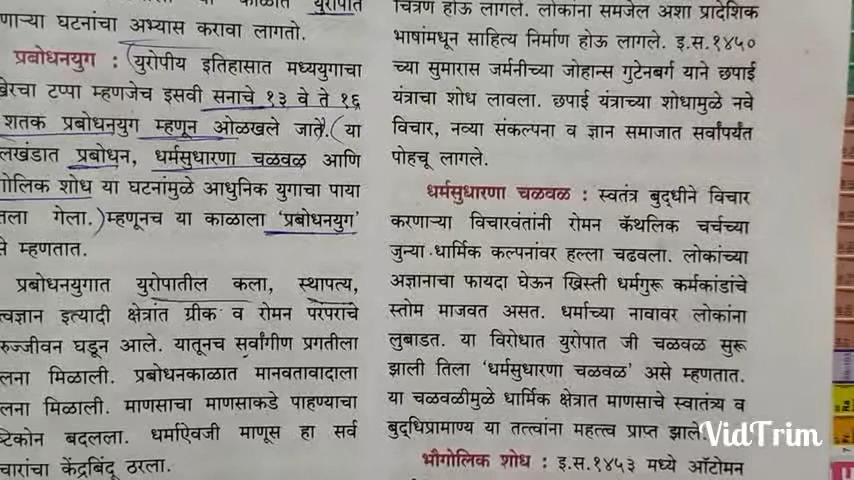 काळात युरोपात
णाऱ्या घटनांचा अभ्यास करावा लागतो.
प्रबोधनयुग : युरोपीय इतिहासात मध्ययुगाचा
खेरचा टप्पा म्हणजेच इसवी सनाचे १३ वे ते १६
शतक प्रबोधनयुग म्हणून ओळखले जाते. या
लखंडात प्रबोधन, धर्मसुधारणा चळवळ आणि
गोलिक शोध या घटनांमुळे आधुनिक युगाचा पाया
तला गेला. म्हणूनच या काळाला 'प्रबोधनयुग'
से म्हणतात.
प्रबोधनयुगात युरोपातील कला, स्थापत्य,
त्वज्ञान इत्यादी क्षेत्रांत ग्रीक व रोमन परंपरांचे
रुज्जीवन घडून आले. यातूनच सर्वांगीण प्रगतीला
लना मिळाली. प्रबोधनकाळात मानवतावादाला
लना मिळाली. माणसाचा माणसाकडे पाहण्याचा
ष्टिकोन बदलला. धर्माऐवजी माणूस हा सर्व
चारांचा केंद्रबिंदू ठरला.
चित्रण होऊ लागले. लोकांना समजेल अशा प्रादेशिक
भाषांमधून साहित्य निर्माण होऊ लागले. इ.स.१४५०
च्या सुमारास जर्मनीच्या जोहान्स गुटेनबर्ग याने छपाई
यंत्राचा शोध लावला. छपाई यंत्राच्या शोधामुळे नवे
विचार, नव्या संकल्पना व ज्ञान समाजात सर्वांपर्यंत
पोहचू लागले.
धर्मसुधारणा चळवळ : स्वतंत्र बुद्धीने विचार
करणाऱ्या विचारवंतांनी रोमन कॅथलिक चर्चच्या
जुन्या धार्मिक कल्पनांवर हल्ला चढवला. लोकांच्या
अज्ञानाचा फायदा घेऊन ख्रिस्ती धर्मगुरू कर्मकांडांचे
स्तोम माजवत असत. धर्माच्या नावावर लोकांना
लुबाडत. या विरोधात युरोपात जी चळवळ सुरू
झाली तिला 'धर्मसुधारणा चळवळ' असे म्हणतात.
या चळवळीमुळे धार्मिक क्षेत्रात माणसाचे स्वातंत्र्य व
बुद्धिप्रामाण्य या तत्त्वांना महत्त्व प्राप्त झाले.
भौगोलिक शोध : इ.स.१४५३ मध्ये ऑटोमन
VidTrim